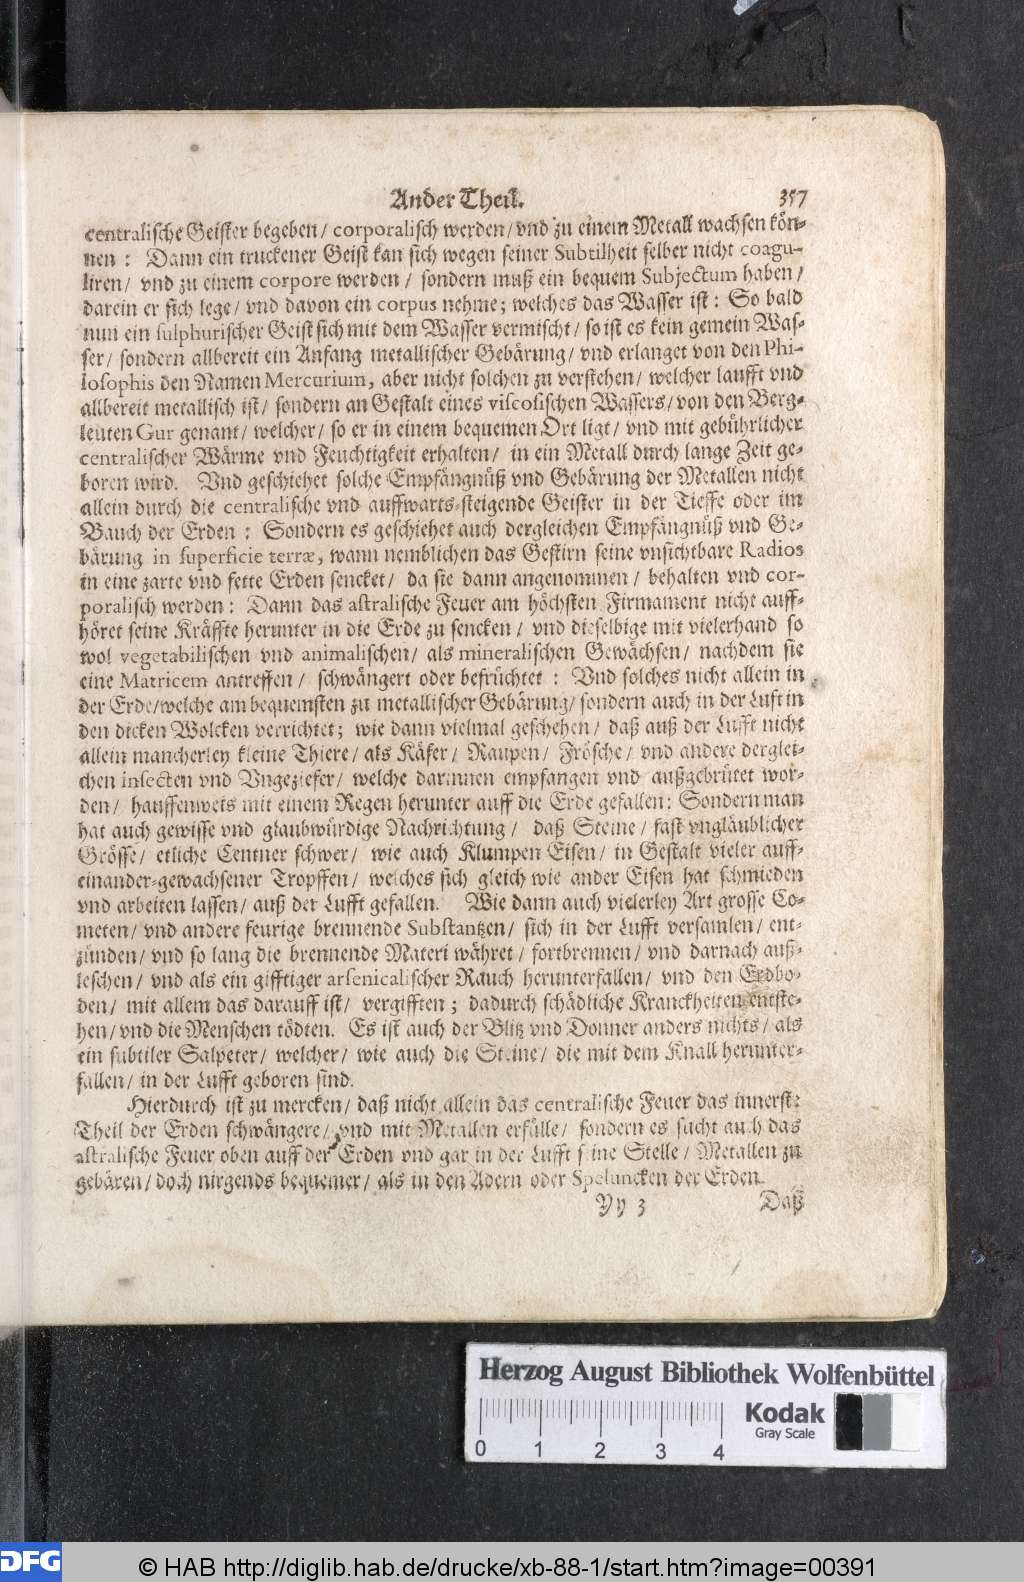 Ander Theil. 357
centralische Geister begeben/ corporalisch werden/ vnd zu einem Metall wachsen kön-
nen: Dann ein truckener Geist kan sich wegen seiner Subtilheit selber nicht coagu-
liren/ vnd zu einem corpore werden/ sondern muß ein bequem Subjectum haben/
darein er sich lege/ vnd davon ein corpus nehme; welches das Wasser ist: So bald
nun ein sulphurischer Geist sich mit dem Wasser vermischt/ so ist es kein gemein Was-
ser/ sondern allbereit ein Anfang metallischer Gebärung/ vnd erlanget von den Phi-
losophis den Namen Mercurium, aber nicht solchen zu verstehen/ welcher laufft vnd
allbereit metallisch ist/ sondern an Gestalt eines viscosischen Wassers/ von den Berg-
leuten Gur genant/ welcher/ so er in einem bequemen Ort ligt/ vnd mit gebührlicher
centralischer Wärme vnd Feuchtigkeit erhalten/ in ein Metall durch lange Zeit ge-
boren wird. Vnd geschiehet solche Empfängnüß vnd Gebärung der Metallen nicht
allein durch die centralische vnd auffwarts-steigende Geister in der Tieffe oder im
Bauch der Erden: Sondern es geschiehet auch dergleichen Empfängnüß vnd Ge-
bärung in superficie terræ, wann nemblichen das Gestirn seine vnsichtbare Radios
in eine zarte vnd fette Erden sencket/ da sie dann angenommen/ behalten vnd cor-
poralisch werden: Dann das astralische Feuer am höchsten Firmament nicht auff-
höret seine Kräffte herunter in die Erde zu sencken/ vnd dieselbige mit vielerhand so
wol vegetabilischen vnd animalischen/ als mineralischen Gewächsen/ nachdem sie
eine Matricem antreffen/ schwängert oder befrüchtet: Vnd solches nicht allein in
der Erde/ welche am bequemsten zu metallischer Gebärung/ sondern auch in der Luft in
den dicken Wolcken verrichtet; wie dann vielmal geschehen/ daß auß der Lufft nicht
allein mancherley kleine Thiere/ als Käfer/ Raupen/ Frösche/ vnd andere derglei-
chen insecten vnd Vngeziefer/ welche darinnen empfangen vnd außgebrütet wor-
den/ hauffenweis mit einem Regen herunter auff die Erde gefallen: Sondern man
hat auch gewisse vnd glaubwürdige Nachrichtung/ daß Steine/ fast vngläublicher
Grösse/ etliche Centner schwer/ wie auch Klumpen Eisen/ in Gestalt vieler auff-
einander-gewachsener Tropffen/ welches sich gleich wie ander Eisen hat schmieden
vnd arbeiten lassen/ auß der Lufft gefallen. Wie dann auch vielerley Art grosse Co-
meten/ vnd andere feurige brennende Substantzen/ sich in der Lufft versamlen/ ent-
zünden/ vnd so lang die brennende Materi währet/ fortbrennen/ vnd darnach auß-
leschen/ vnd als ein gifftiger arsenicalischer Rauch herunterfallen/ vnd den Erdbo-
den/ mit allem das darauff ist/ vergifften; dadurch schädliche Kranckheiten entste-
hen/ vnd die Menschen tödten. Es ist auch der Blitz vnd Donner anders nichts/ als
ein subtiler Salpeter/ welcher/ wie auch die Steine/ die mit dem Knall herunter-
fallen/ in der Lufft geboren sind.
Hierdurch ist zu mercken/ daß nicht allein das centralische Feuer das innerste
Theil der Erden schwängere/ vnd mit Metallen erfülle/ sondern es sucht auch das
astralische Feuer oben auff der Erden vnd gar in der Lufft seine Stelle/ Metallen zu
gebären/ doch nirgends bequemer/ als in den Adern oder Speluncken der Erden.
Yy 3 Daß
Herzog August Bibliothek Wolfenbüttel
Kodak
Gray Scale
0 1 2 3 4
DFG
© HAB http://diglib.hab.de/drucke/xb-88-1/start.htm?image=00391